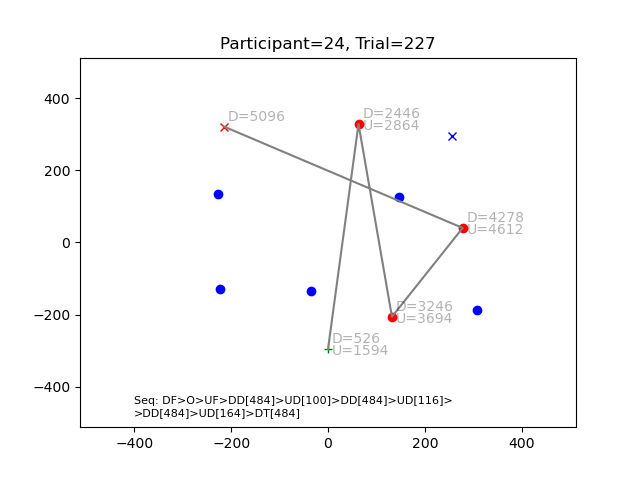 Participant=24, Trial=227
400
200
0
−200
−400
−400
−200
0
200
400
D=5096
D=2446
U=2864
D=4278
U=4612
D=3246
U=3694
D=526
U=1594
Seq: DF>O>UF>DD[484]>UD[100]>DD[484]>UD[116]>
>DD[484]>UD[164]>DT[484]